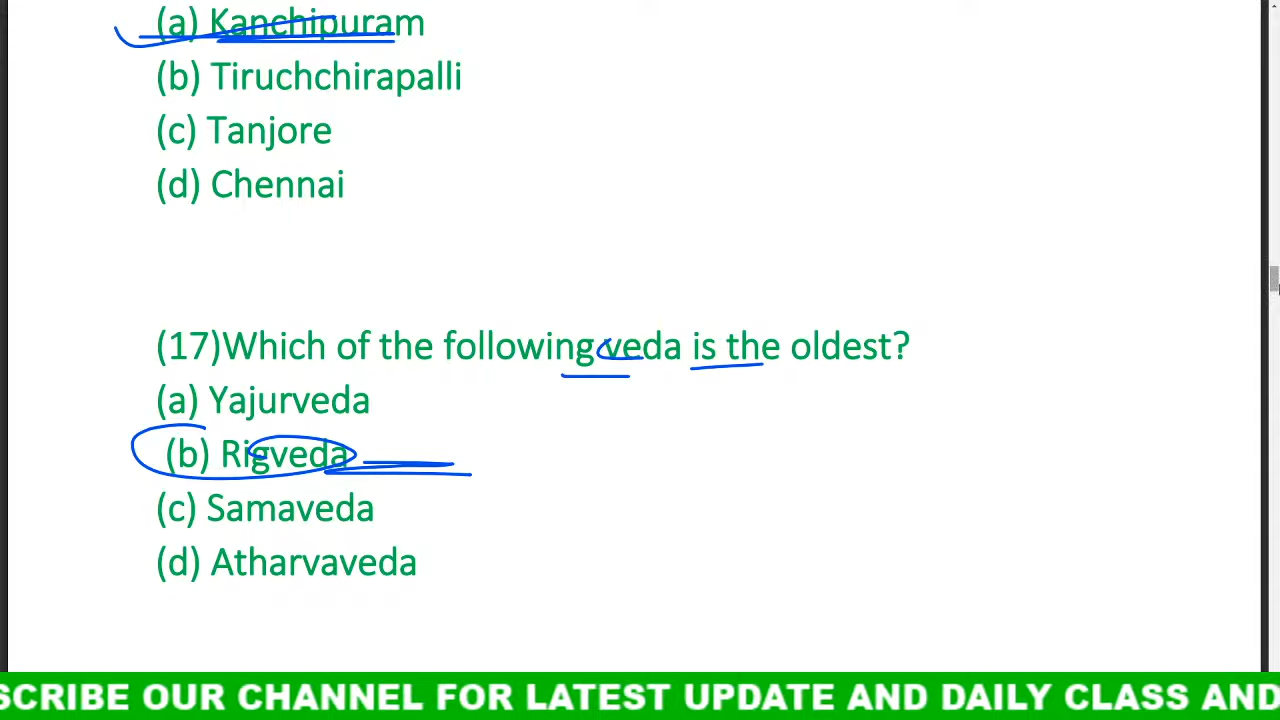 (a) Kanchipuram
(b) Tiruchchirapalli
(c) Tanjore
(d) Chennai
(17)Which of the following veda is the oldest?
(a) Yajurveda
(b) Rigveda
(c) Samaveda
(d) Atharvaveda
SCRIBE OUR CHANNEL FOR LATEST UPDATE AND DAILY CLASS AND